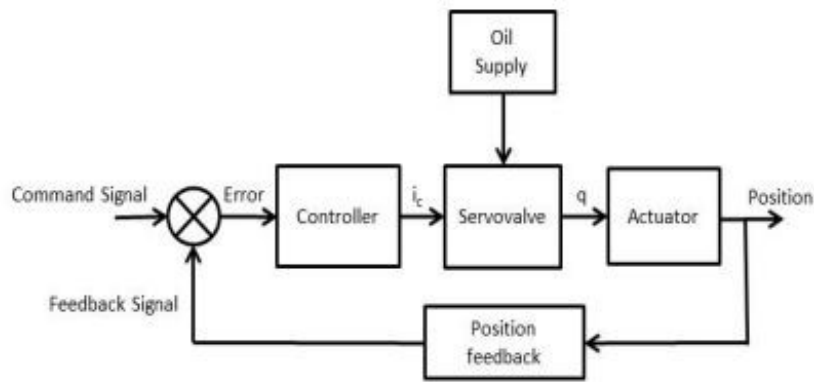 Oil
Supply
Command Signal
Error
Controller
i_c
Servovalve
q
Actuator
Position
Feedback Signal
Position
feedback